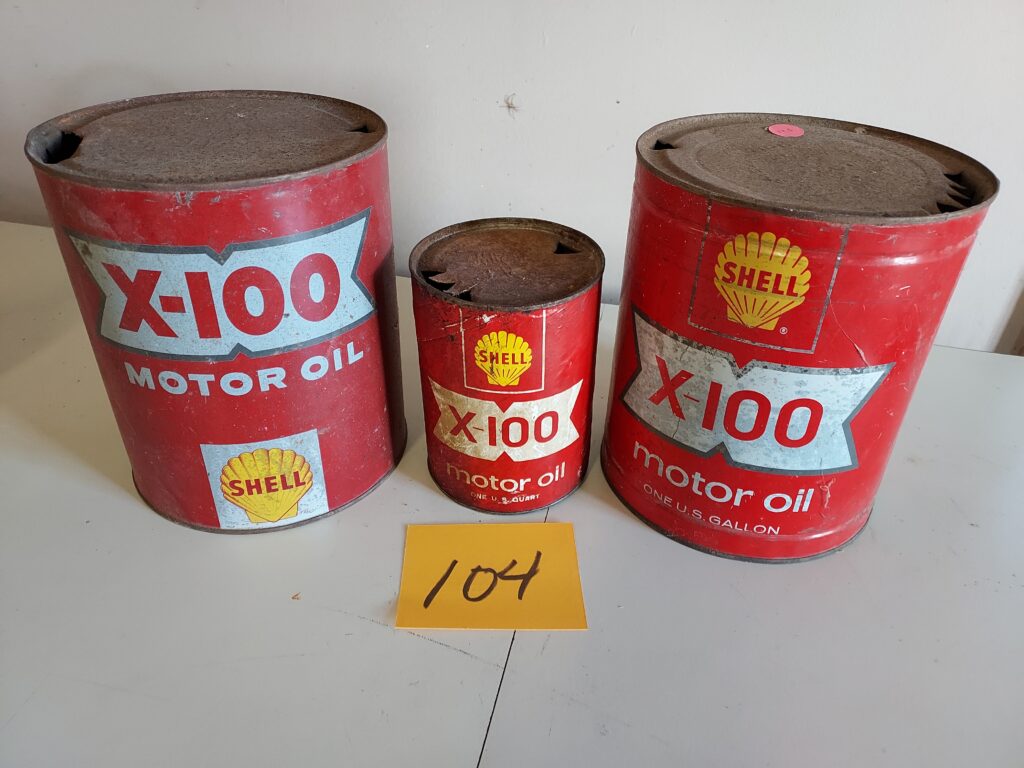 X-100
MOTOR OIL
SHELL
SHELL
X-100
motor oil
ONE U.S. QUART
SHELL
®
X-100
motor oil
ONE U.S. GALLON
104